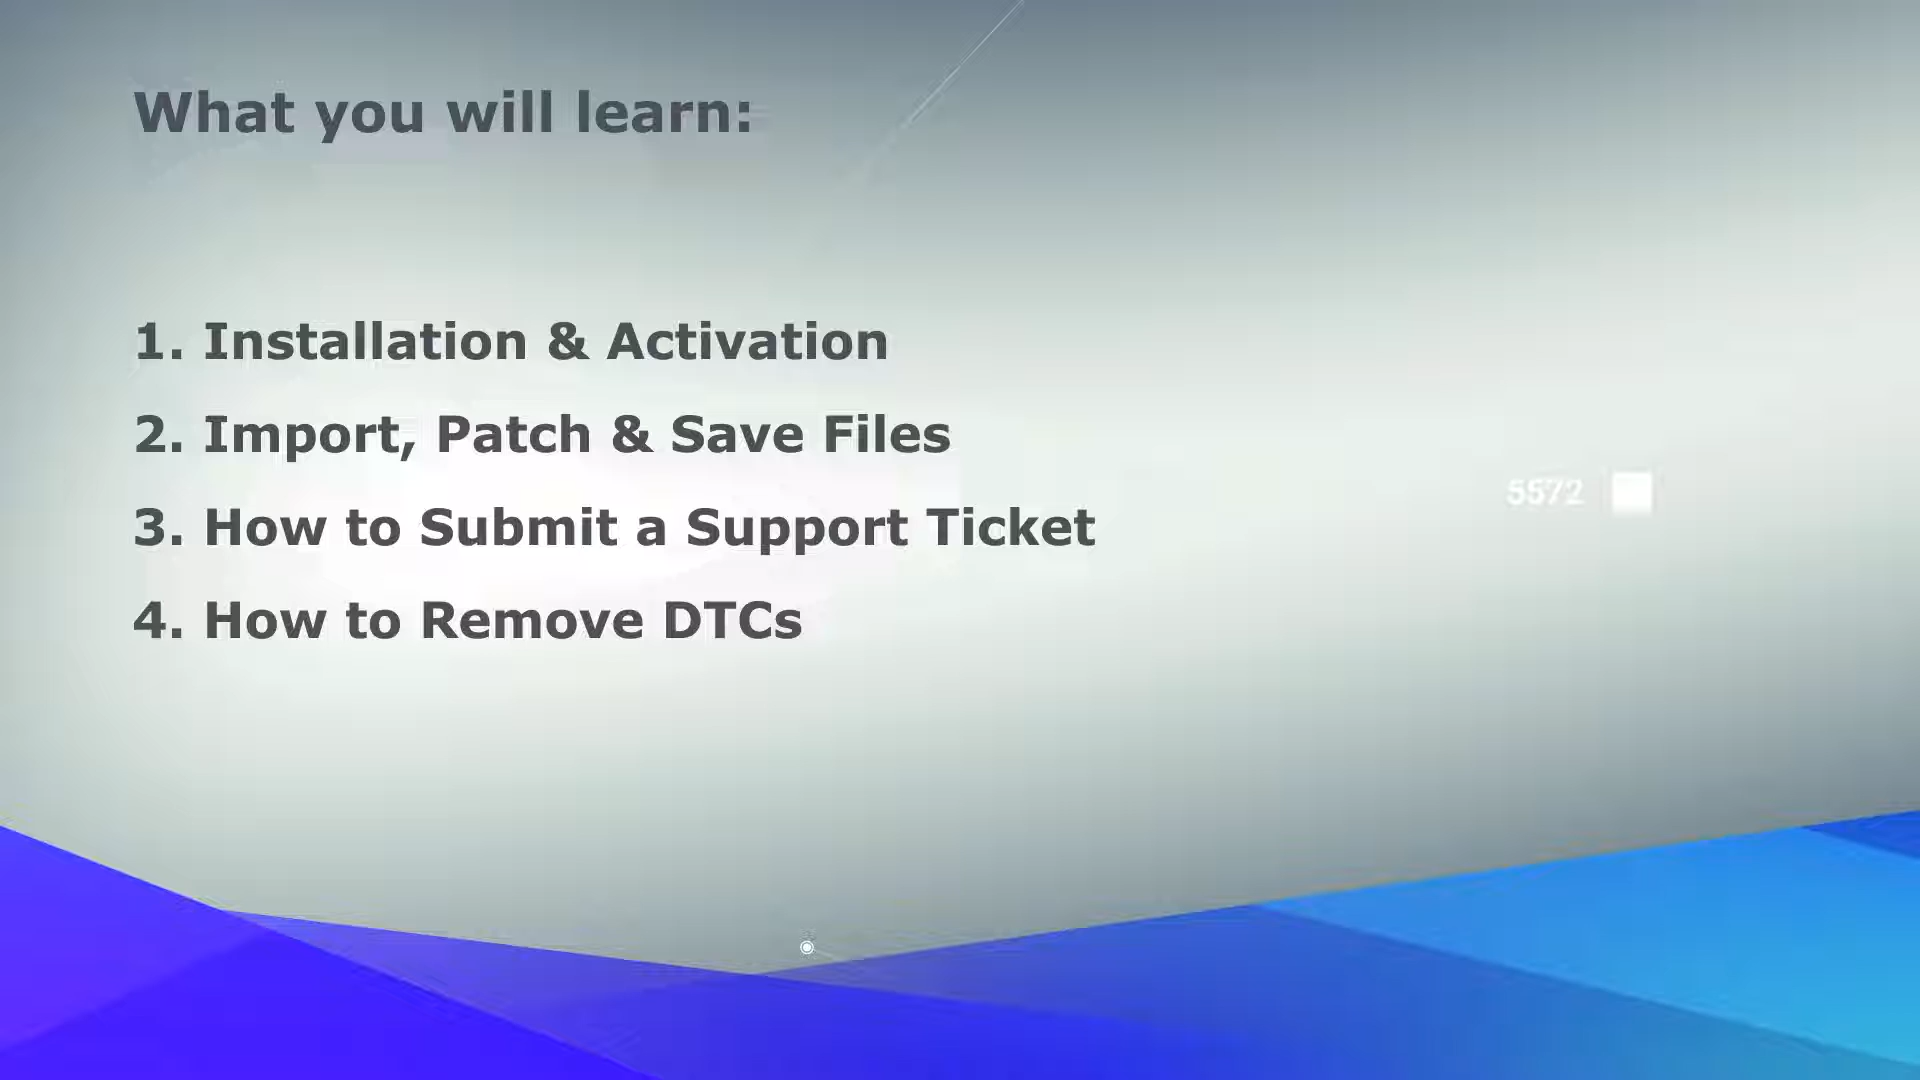 What you will learn:
1. Installation & Activation
2. Import, Patch & Save Files
5572
3. How to Submit a Support Ticket
4. How to Remove DTCs